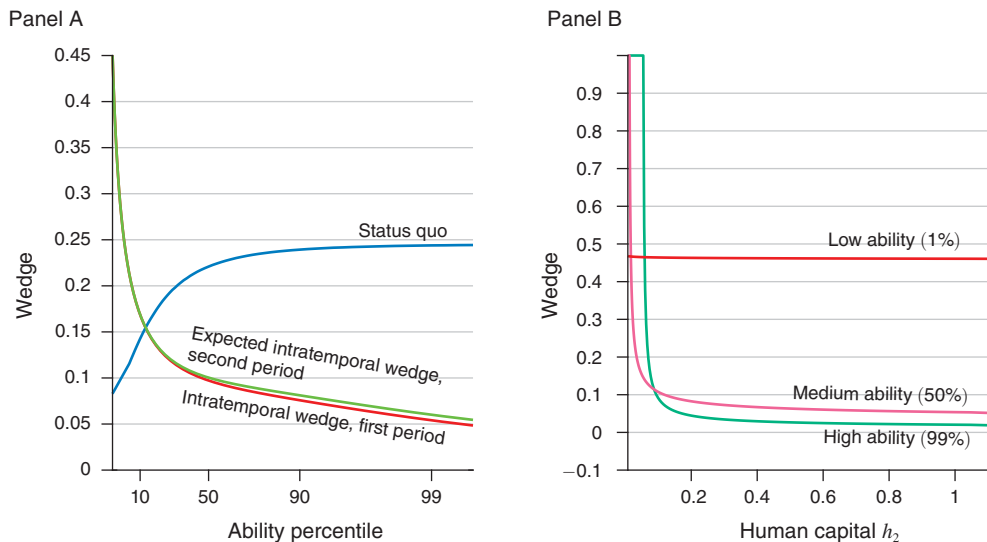 Panel A
0.45
0.4
0.35
0.3
0.25
0.2
0.15
0.1
0.05
0
Wedge
Status quo
Expected intratemporal wedge,
second period
Intratemporal wedge, first period
10
50
90
99
Ability percentile
Panel B
0.9
0.8
0.7
0.6
0.5
0.4
0.3
0.2
0.1
0
−0.1
Wedge
Low ability (1%)
Medium ability (50%)
High ability (99%)
0.2
0.4
0.6
0.8
1
Human capital h₂